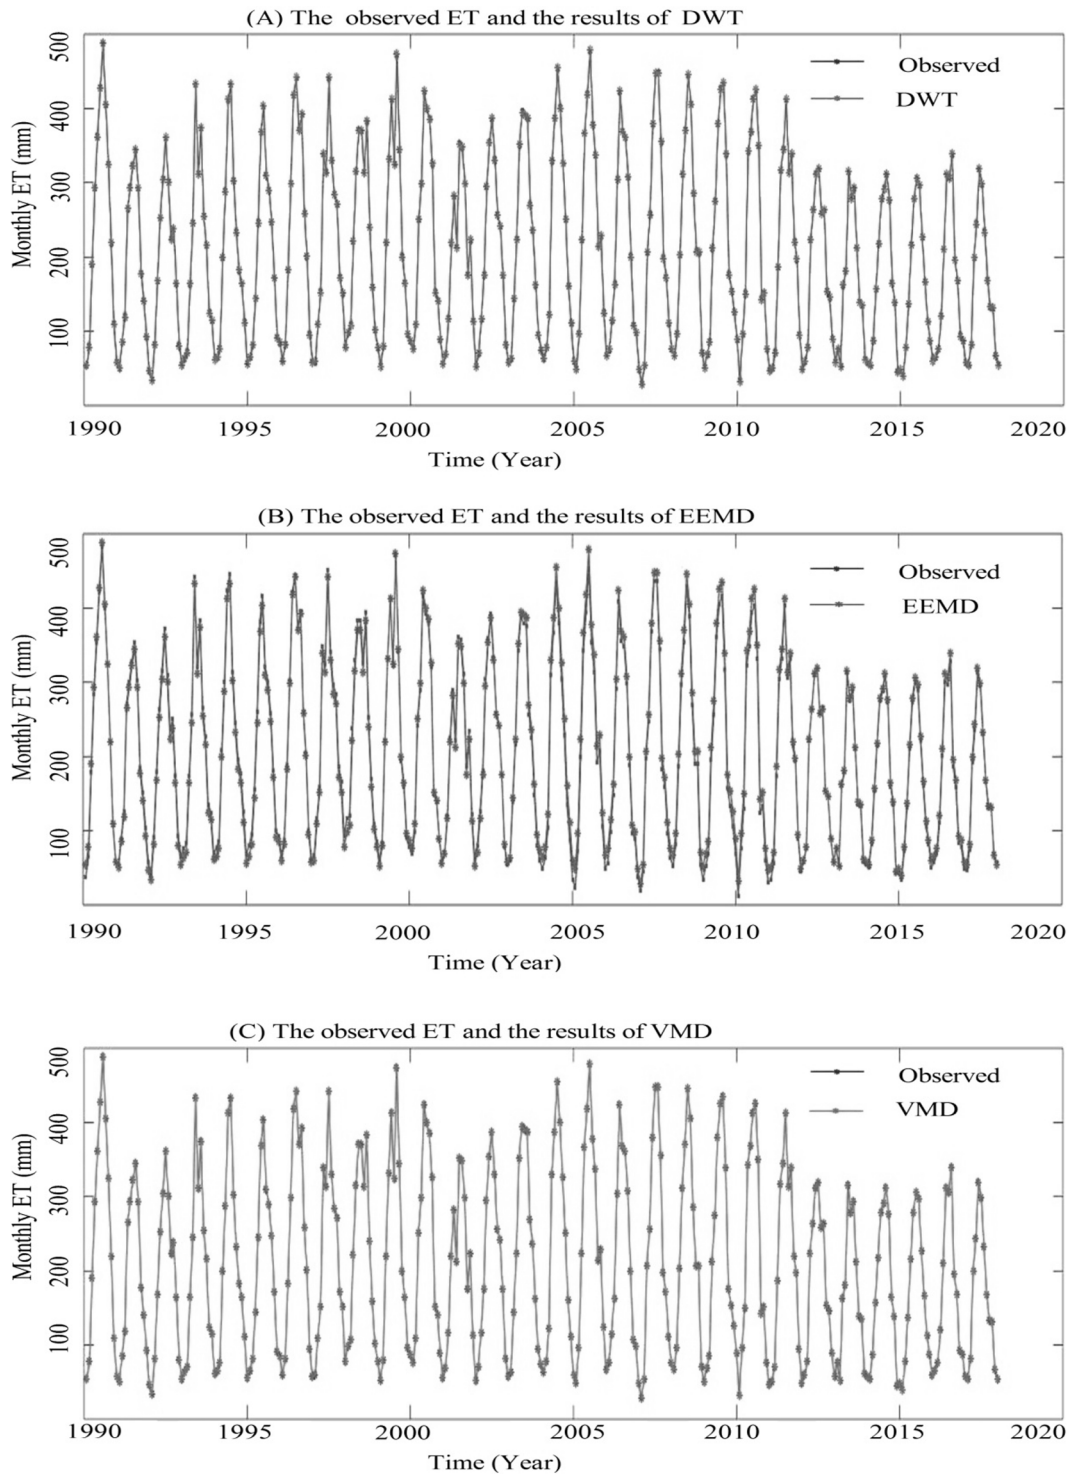 (A) The observed ET and the results of DWT
500
400
300
200
100
Monthly ET (mm)
Observed
DWT
1990 1995 2000 2005 2010 2015 2020
Time (Year)
(B) The observed ET and the results of EEMD
500
400
300
200
100
Monthly ET (mm)
Observed
EEMD
1990 1995 2000 2005 2010 2015 2020
Time (Year)
(C) The observed ET and the results of VMD
500
400
300
200
100
Monthly ET (mm)
Observed
VMD
1990 1995 2000 2005 2010 2015 2020
Time (Year)